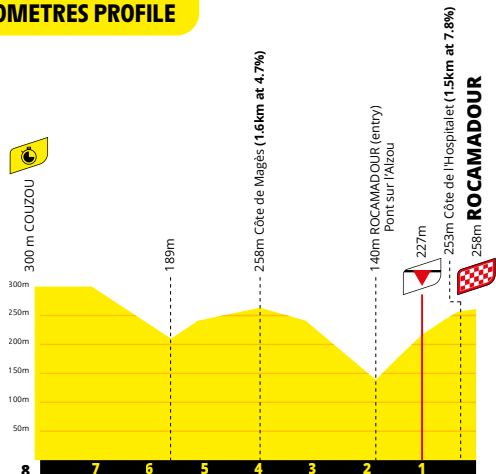 OMETRES PROFILE
300 m COUZOU
189m
258m Côte de Magès (1.6km at 4.7%)
140m ROCAMADOUR (entry)
Pont sur l'Alzou
227m
253m Côte de l'Hospitalet (1.5km at 7.8%)
258m ROCAMADOUR
300m
250m
200m
150m
100m
50m
8 7 6 5 4 3 2 1